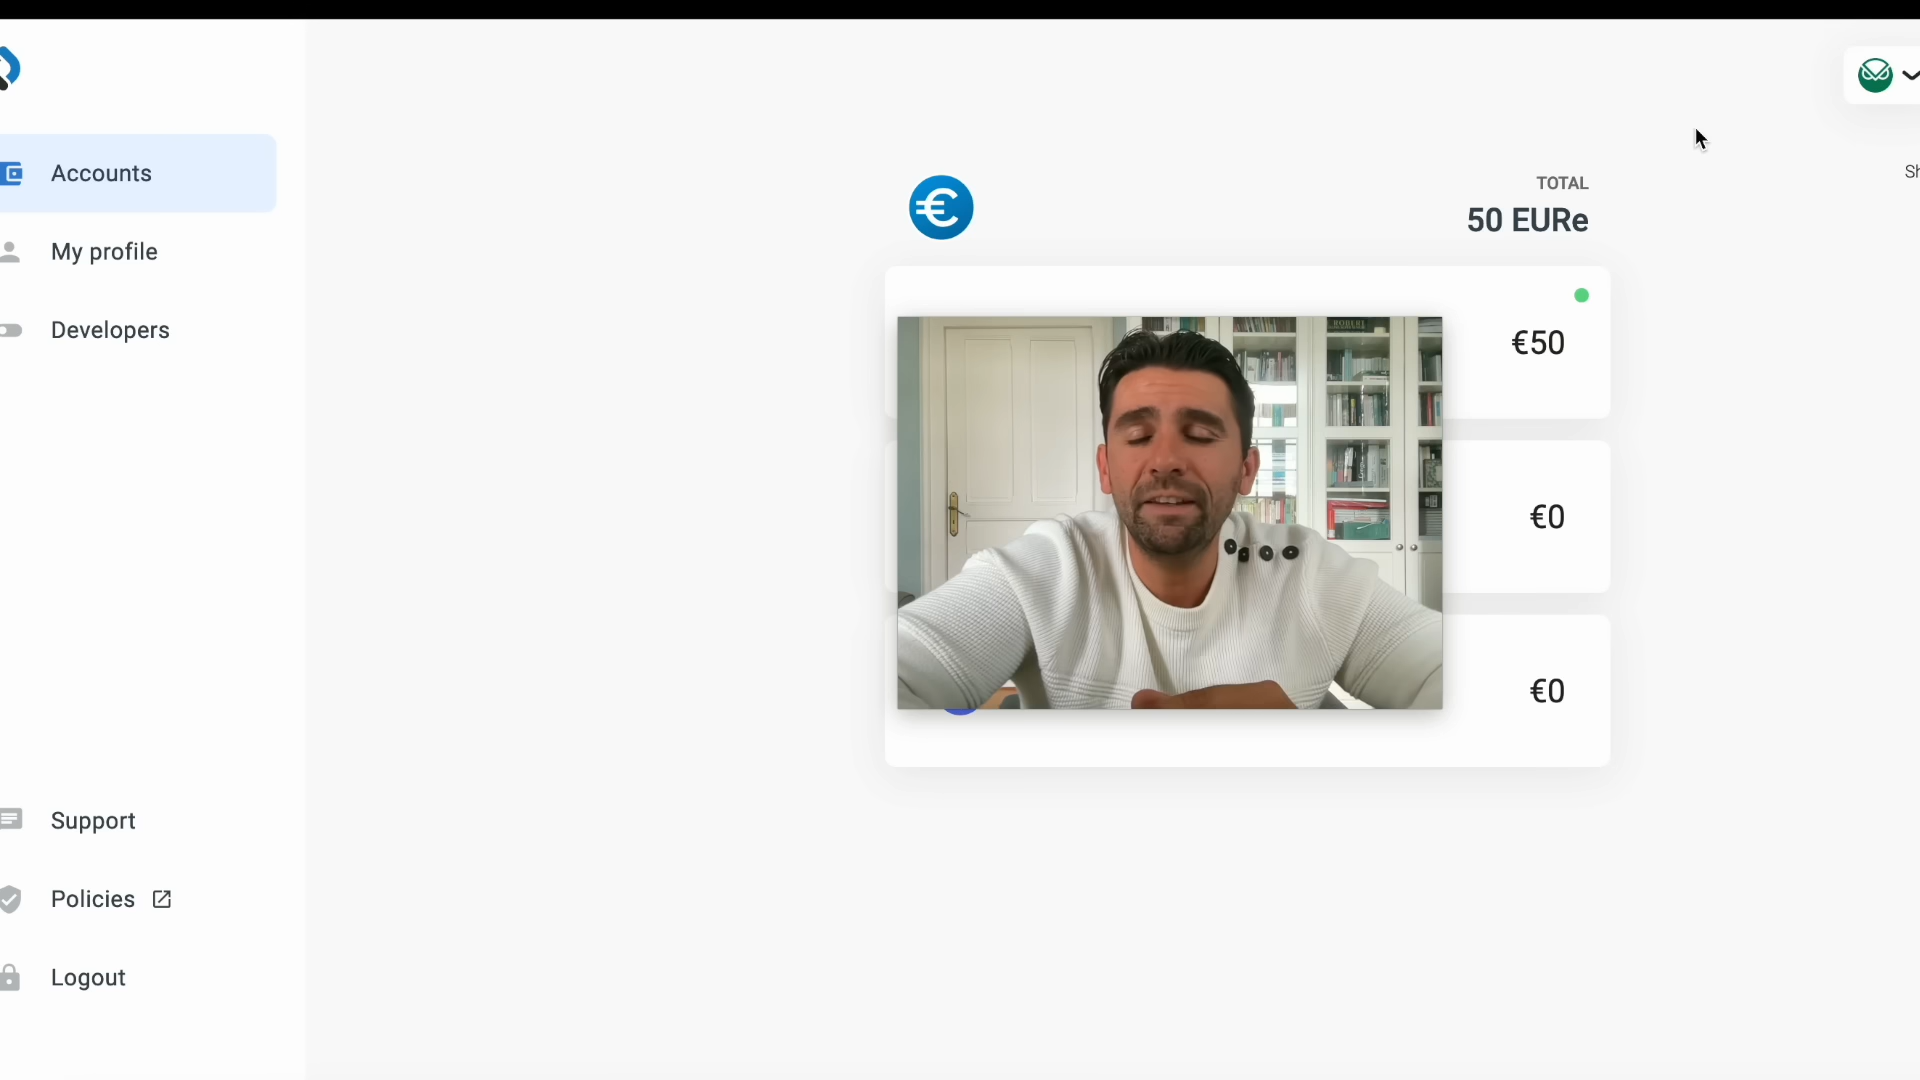 Accounts
My profile
Developers
Support
Policies
Logout
TOTAL
50 EURe
€50
€0
€0